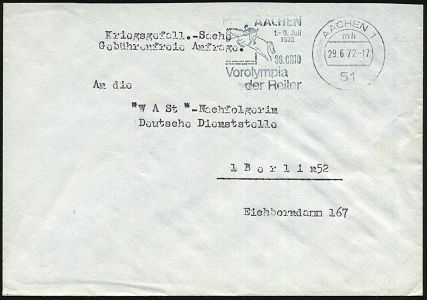 Kriegsgefall.-Sache
Gebührenfreie Anfrage.
AACHEN
1.-9. Juli
1972
36. CHIO
Vorolympia
der Reiter
AACHEN 1
mh
29.6.72-17
51
An die
"W A St"-Nachfolgerin
Deutsche Dienststelle
1 B e r l i n 52
Eichborndamm 167